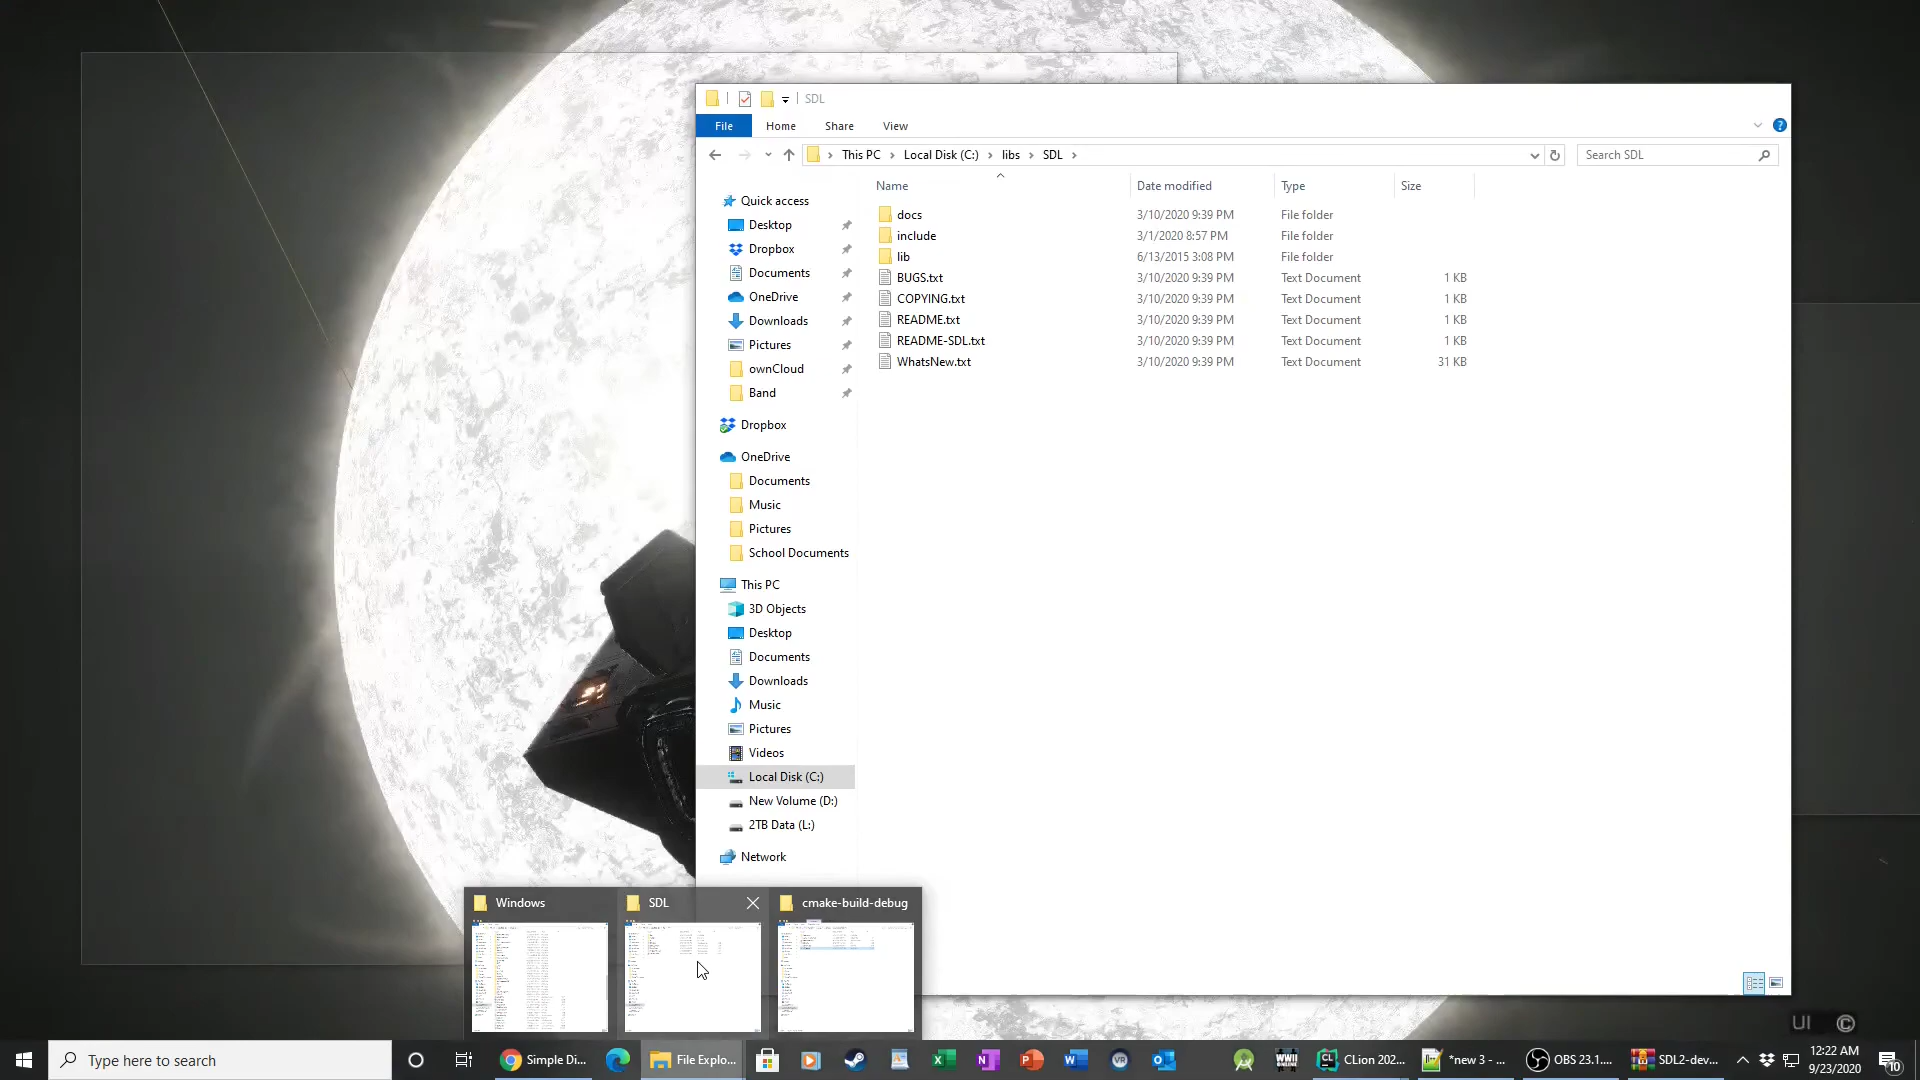 SDL
File Home Share View
This PC Local Disk (C:) libs SDL
Search SDL
Name Date modified Type Size
docs 3/10/2020 9:39 PM File folder
include 3/1/2020 8:57 PM File folder
lib 6/13/2015 3:08 PM File folder
BUGS.txt 3/10/2020 9:39 PM Text Document 1 KB
COPYING.txt 3/10/2020 9:39 PM Text Document 1 KB
README.txt 3/10/2020 9:39 PM Text Document 1 KB
README-SDL.txt 3/10/2020 9:39 PM Text Document 1 KB
WhatsNew.txt 3/10/2020 9:39 PM Text Document 31 KB
Quick access
Desktop
Dropbox
Documents
OneDrive
Downloads
Pictures
ownCloud
Band
Dropbox
OneDrive
Documents
Music
Pictures
School Documents
This PC
3D Objects
Desktop
Documents
Downloads
Music
Pictures
Videos
Local Disk (C:)
New Volume (D:)
2TB Data (L:)
Network
Windows SDL cmake-build-debug
UI ©
Type here to search
Simple Di...
File Explo...
VR
WWII ONLINE
CLion 202...
*new 3 - ...
OBS 23.1....
SDL2-dev...
12:22 AM
9/23/2020
10